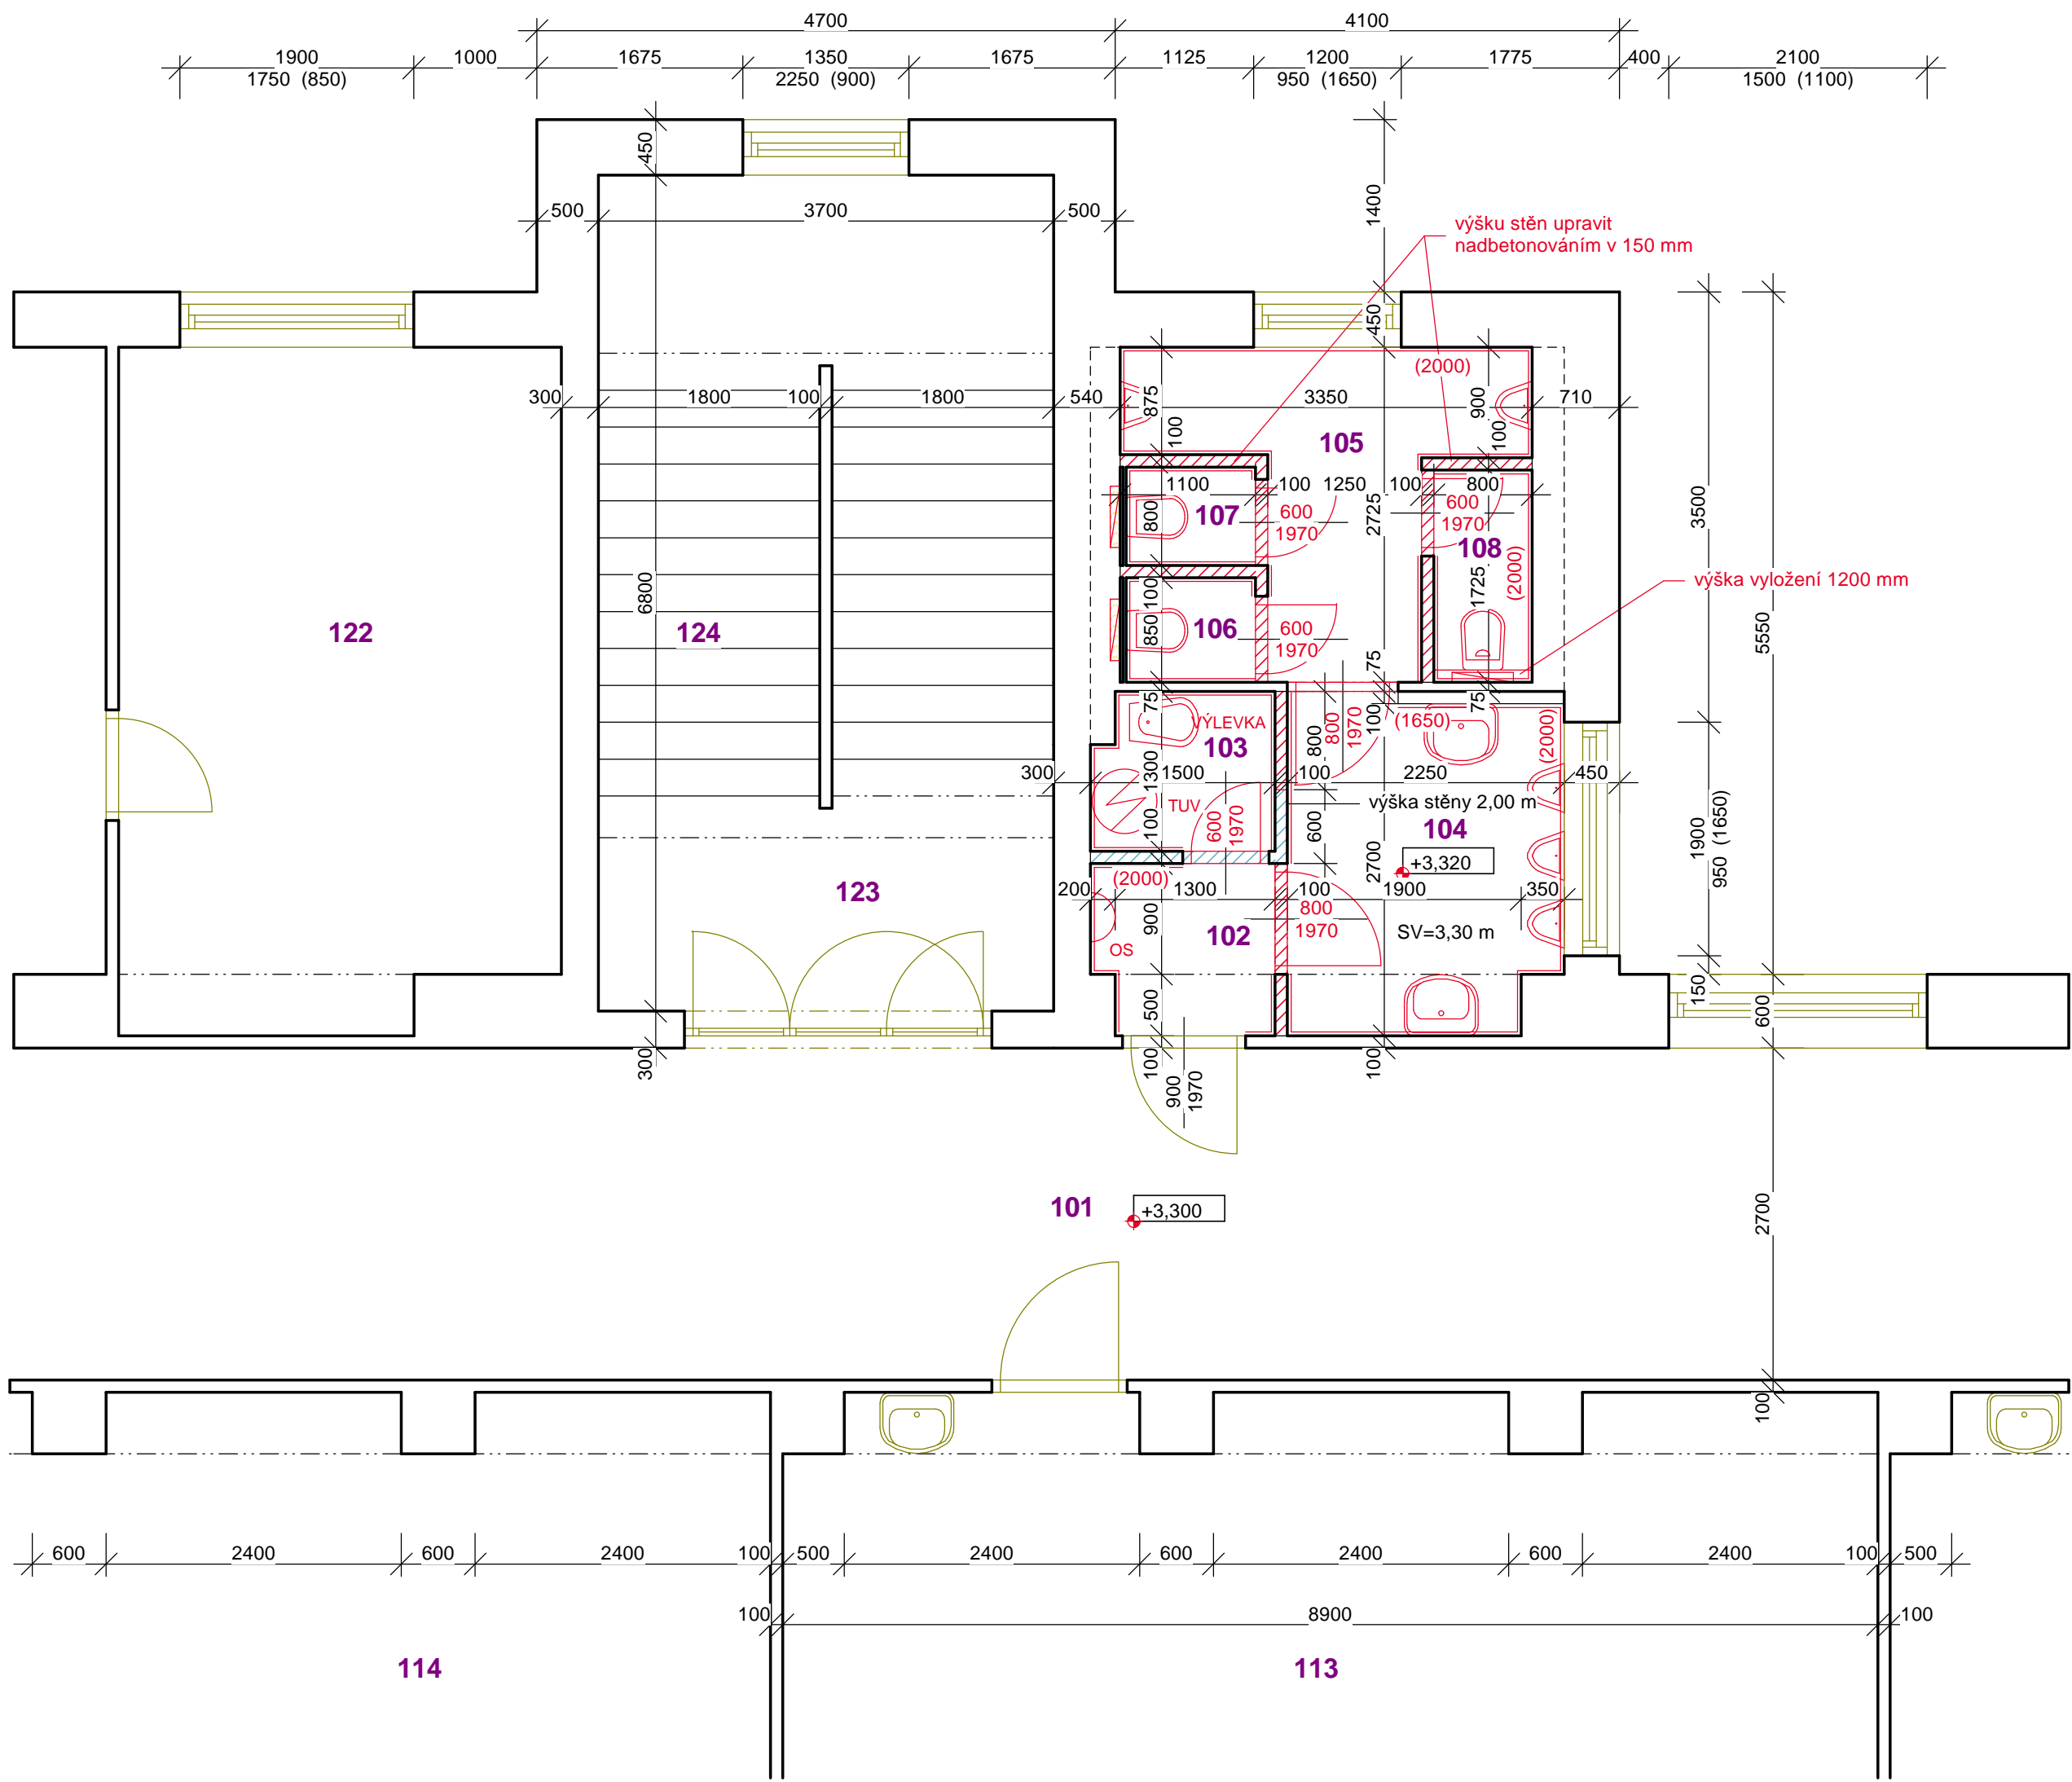 4700 4100
1900 1000 1675 1350 1675 1125 1200 1775 400 2100
1750 (850) 2250 (900) 950 (1650) 1500 (1100)
450
1400
500 3700 500
výšku stěn upravit
nadbetonováním v 150 mm
450
(2000)
300 1800 100 1800 540 875 3350 900 710
100 100
105
1100 100 1250 100 800
107 800 600 2725 600 3500
1970 1970
108
výška vyložení 1200 mm
6800 100 1725 (2000)
122 124 850 106 600 5550
1970
75
75 75
VÝLEVKA 800 100 (1650) (2000)
103 800 1970
300 1300 1500 100 2250 450
TUV výška stěny 2,00 m
100 600 600 104 1900
1970 950 (1650)
2700 +3,320
123 (2000)
200 1300 100 1900 350
900 102 800 SV=3,30 m
OS 1970
500 150 600
300 100 100
900
1970
101 +3,300 2700
100
600 2400 600 2400 100 500 2400 600 2400 600 2400 100 500
100 8900 100
114 113